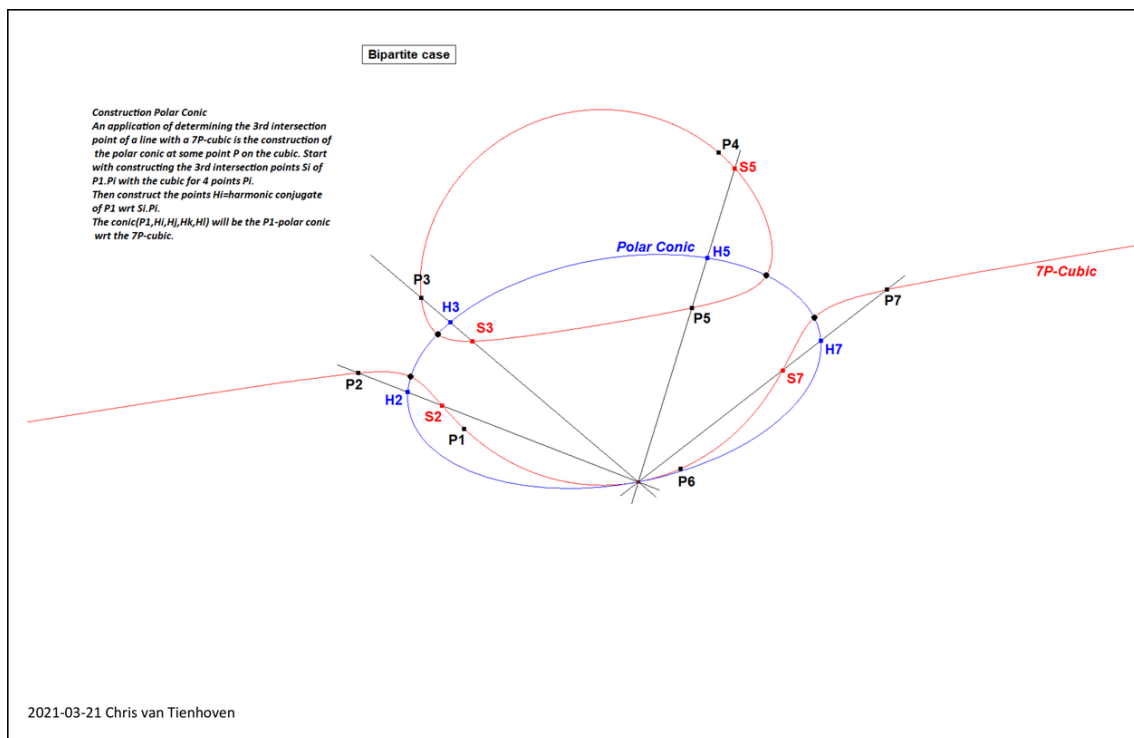 Bipartite case
Construction Polar Conic
An application of determining the 3rd intersection
point of a line with a 7P-cubic is the construction of
the polar conic at some point P on the cubic. Start
with constructing the 3rd intersection points Si of
P1.Pi with the cubic for 4 points Pi.
Then construct the points Hi=harmonic conjugate
of P1 wrt Si.Pi.
The conic(P1,Hi,Hj,Hk,Hl) will be the P1-polar conic
wrt the 7P-cubic.
P4
S5
Polar Conic
H5
7P-Cubic
P3
H3
S3
P5
P7
H7
P2
H2
S2
S7
P1
P6
2021-03-21 Chris van Tienhoven